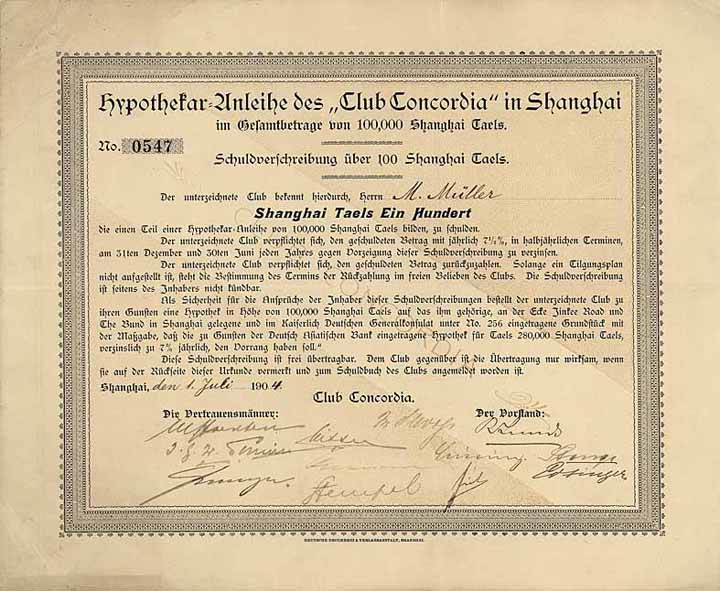 Hypothekar-Anleihe des „Club Concordia“ in Shanghai
im Gesamtbetrage von 100,000 Shanghai Taels.
No. 0547
Schuldverschreibung über 100 Shanghai Taels.
Der unterzeichnete Club bekennt hierdurch, Herrn M. Müller
Shanghai Taels Ein Hundert
die einen Teil einer Hypothekar-Anleihe von 100,000 Shanghai Taels bilden, zu schulden.
Der unterzeichnete Club verpflichtet sich, den geschuldeten Betrag mit jährlich 7½%, in halbjährlichen Terminen,
am 31ten Dezember und 30ten Juni jeden Jahres gegen Vorzeigung dieser Schuldverschreibung zu verzinsen.
Der unterzeichnete Club verpflichtet sich, den geschuldeten Betrag zurückzuzahlen. Solange ein Tilgungsplan
nicht aufgestellt ist, steht die Bestimmung des Termins der Rückzahlung im freien Belieben des Clubs. Die Schuldverschreibung
ist seitens des Inhabers nicht kündbar.
Als Sicherheit für die Ansprüche der Inhaber dieser Schuldverschreibungen bestellt der unterzeichnete Club zu
ihren Gunsten eine Hypothek in Höhe von 100,000 Shanghai Taels auf das ihm gehörige, an der Ecke Jinkee Road und
The Bund in Shanghai gelegene und im Kaiserlich Deutschen Generalkonsulat unter No. 256 eingetragene Grundstück mit
der Maßgabe, daß die zu Gunsten der Deutsch Asiatischen Bank eingetragene Hypothek für Taels 280,000 Shanghai Taels,
verzinslich zu 7% jährlich, den Vorrang haben soll."
Diese Schuldverschreibung ist frei übertragbar. Dem Club gegenüber ist die Übertragung nur wirksam, wenn
sie auf der Rückseite dieser Urkunde vermerkt und zum Schuldbuch des Clubs angemeldet worden ist.
Shanghai, den 1. Juli 1904.
Club Concordia.
Die Vertrauensmänner:
Der Vorstand:
Stempel
DEUTSCHE DRUCKEREI & VERLAGSANSTALT, SHANGHAI.